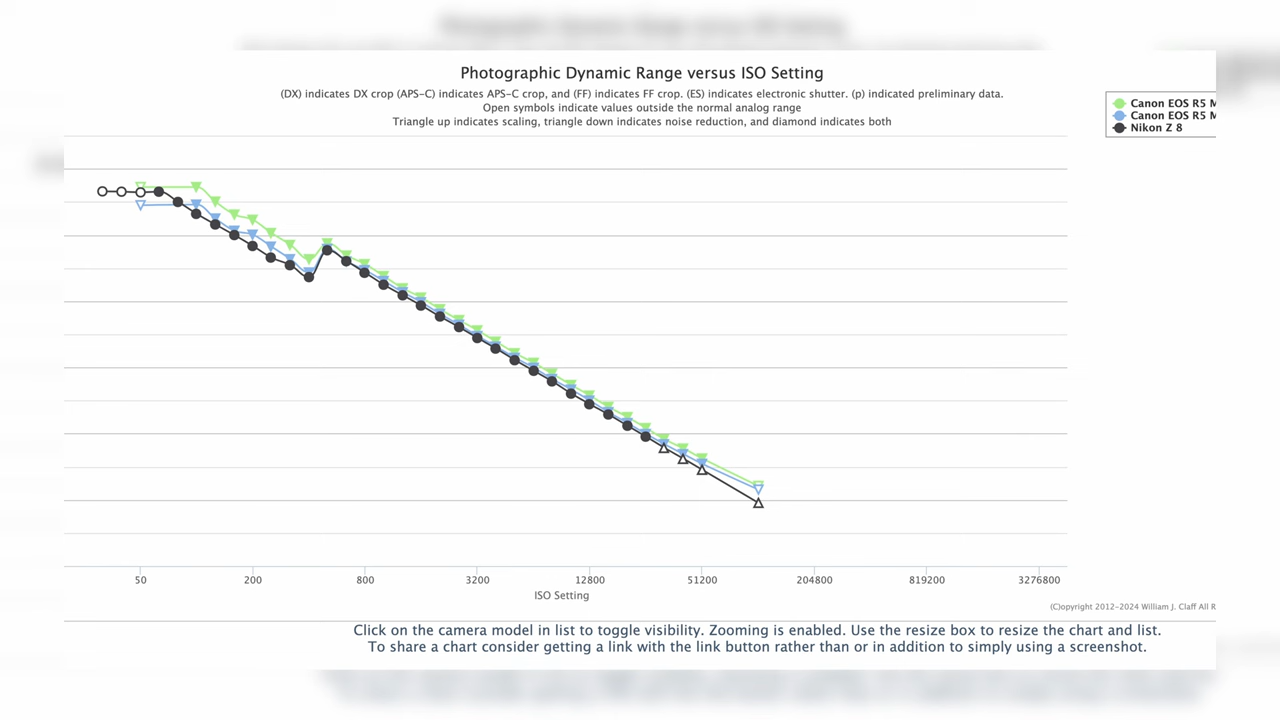 Photographic Dynamic Range versus ISO Setting
(DX) indicates DX crop (APS-C) indicates APS-C crop, and (FF) indicates FF crop. (ES) indicates electronic shutter. (p) indicated preliminary data.
Open symbols indicate values outside the normal analog range
Triangle up indicates scaling, triangle down indicates noise reduction, and diamond indicates both
Canon EOS R5 M
Canon EOS R5 M
Nikon Z 8
50 200 800 3200 12800 51200 204800 819200 3276800
ISO Setting
(C)opyright 2012-2024 William J. Claff All R
Click on the camera model in list to toggle visibility. Zooming is enabled. Use the resize box to resize the chart and list.
To share a chart consider getting a link with the link button rather than or in addition to simply using a screenshot.